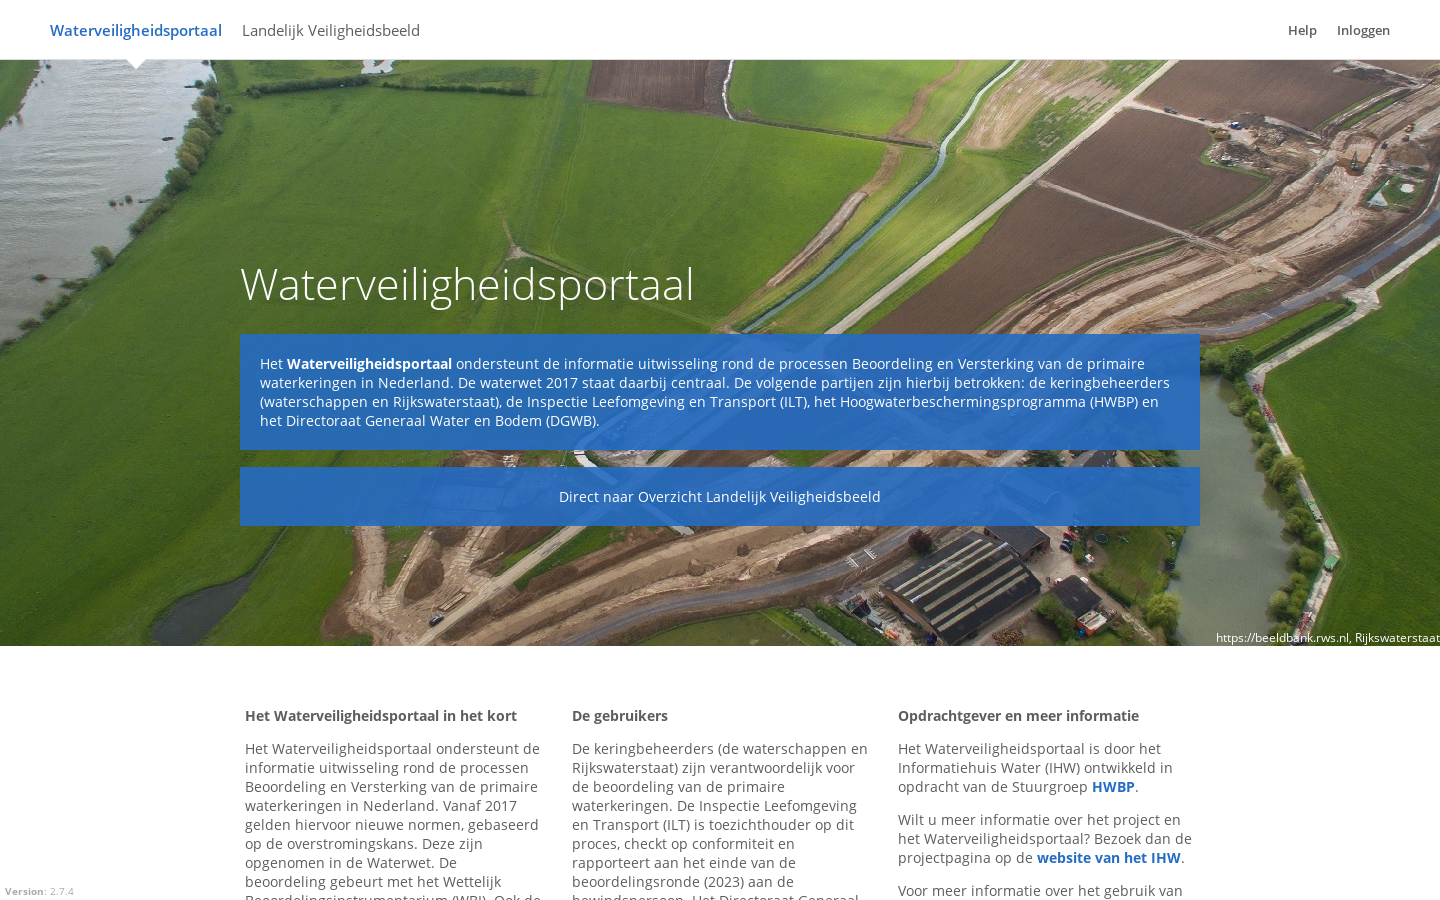 Waterveiligheidsportaal Landelijk Veiligheidsbeeld Help Inloggen
Waterveiligheidsportaal
Het Waterveiligheidsportaal ondersteunt de informatie uitwisseling rond de processen Beoordeling en Versterking van de primaire
waterkeringen in Nederland. De waterwet 2017 staat daarbij centraal. De volgende partijen zijn hierbij betrokken: de keringbeheerders
(waterschappen en Rijkswaterstaat), de Inspectie Leefomgeving en Transport (ILT), het Hoogwaterbeschermingsprogramma (HWBP) en
het Directoraat Generaal Water en Bodem (DGWB).
Direct naar Overzicht Landelijk Veiligheidsbeeld
https://beeldbank.rws.nl, Rijkswaterstaat
Het Waterveiligheidsportaal in het kort
Het Waterveiligheidsportaal ondersteunt de
informatie uitwisseling rond de processen
Beoordeling en Versterking van de primaire
waterkeringen in Nederland. Vanaf 2017
gelden hiervoor nieuwe normen, gebaseerd
op de overstromingskans. Deze zijn
opgenomen in de Waterwet. De
beoordeling gebeurt met het Wettelijk
Beoordelingsinstrumentarium (WBI). Ook de
De gebruikers
De keringbeheerders (de waterschappen en
Rijkswaterstaat) zijn verantwoordelijk voor
de beoordeling van de primaire
waterkeringen. De Inspectie Leefomgeving
en Transport (ILT) is toezichthouder op dit
proces, checkt op conformiteit en
rapporteert aan het einde van de
beoordelingsronde (2023) aan de
bewindspersoon. Het Directoraat Generaal
Opdrachtgever en meer informatie
Het Waterveiligheidsportaal is door het
Informatiehuis Water (IHW) ontwikkeld in
opdracht van de Stuurgroep HWBP.
Wilt u meer informatie over het project en
het Waterveiligheidsportaal? Bezoek dan de
projectpagina op de website van het IHW.
Voor meer informatie over het gebruik van
Version: 2.7.4